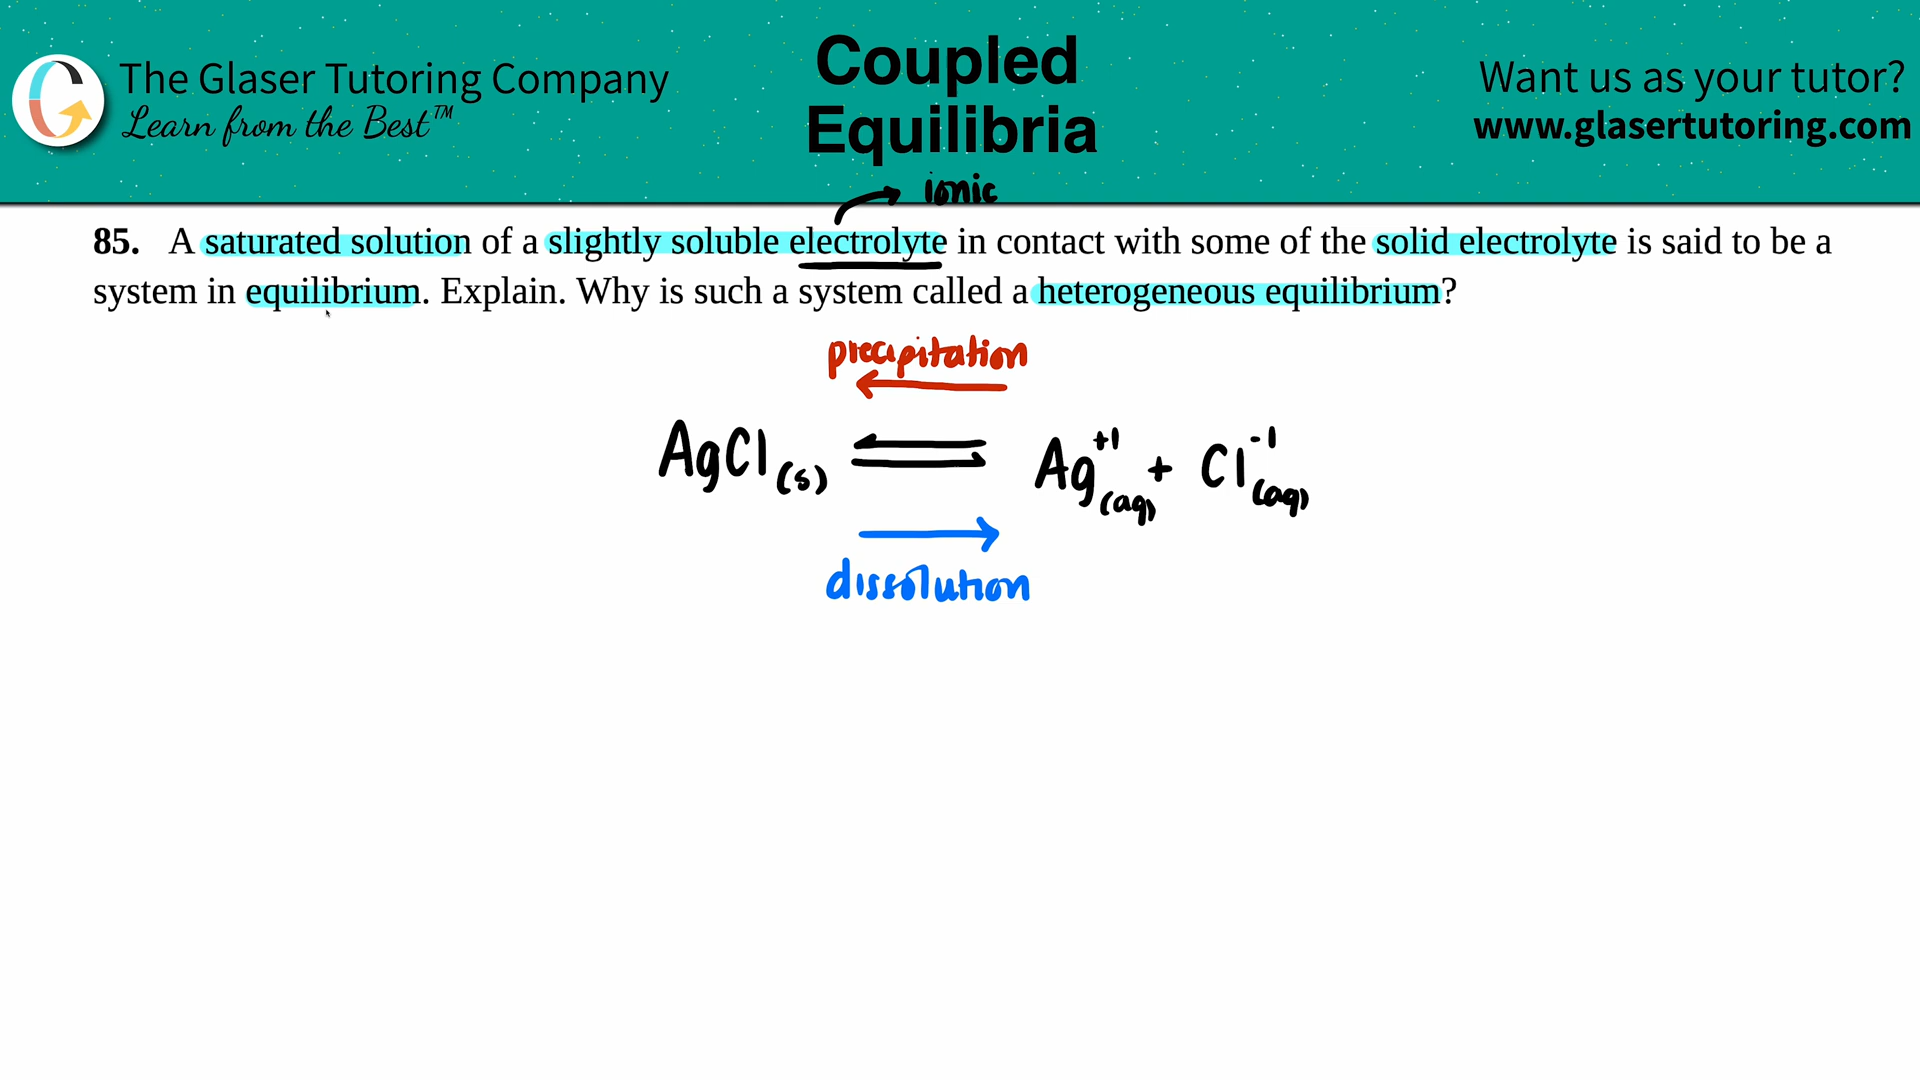 The Glaser Tutoring Company
Learn from the Best™
Coupled
Equilibria
Want us as your tutor?
www.glasertutoring.com
ionic
85. A saturated solution of a slightly soluble electrolyte in contact with some of the solid electrolyte is said to be a
system in equilibrium. Explain. Why is such a system called a heterogeneous equilibrium?
precipitation
AgCl(s) ⇌ Ag⁺¹(aq) + Cl⁻¹(aq)
dissolution